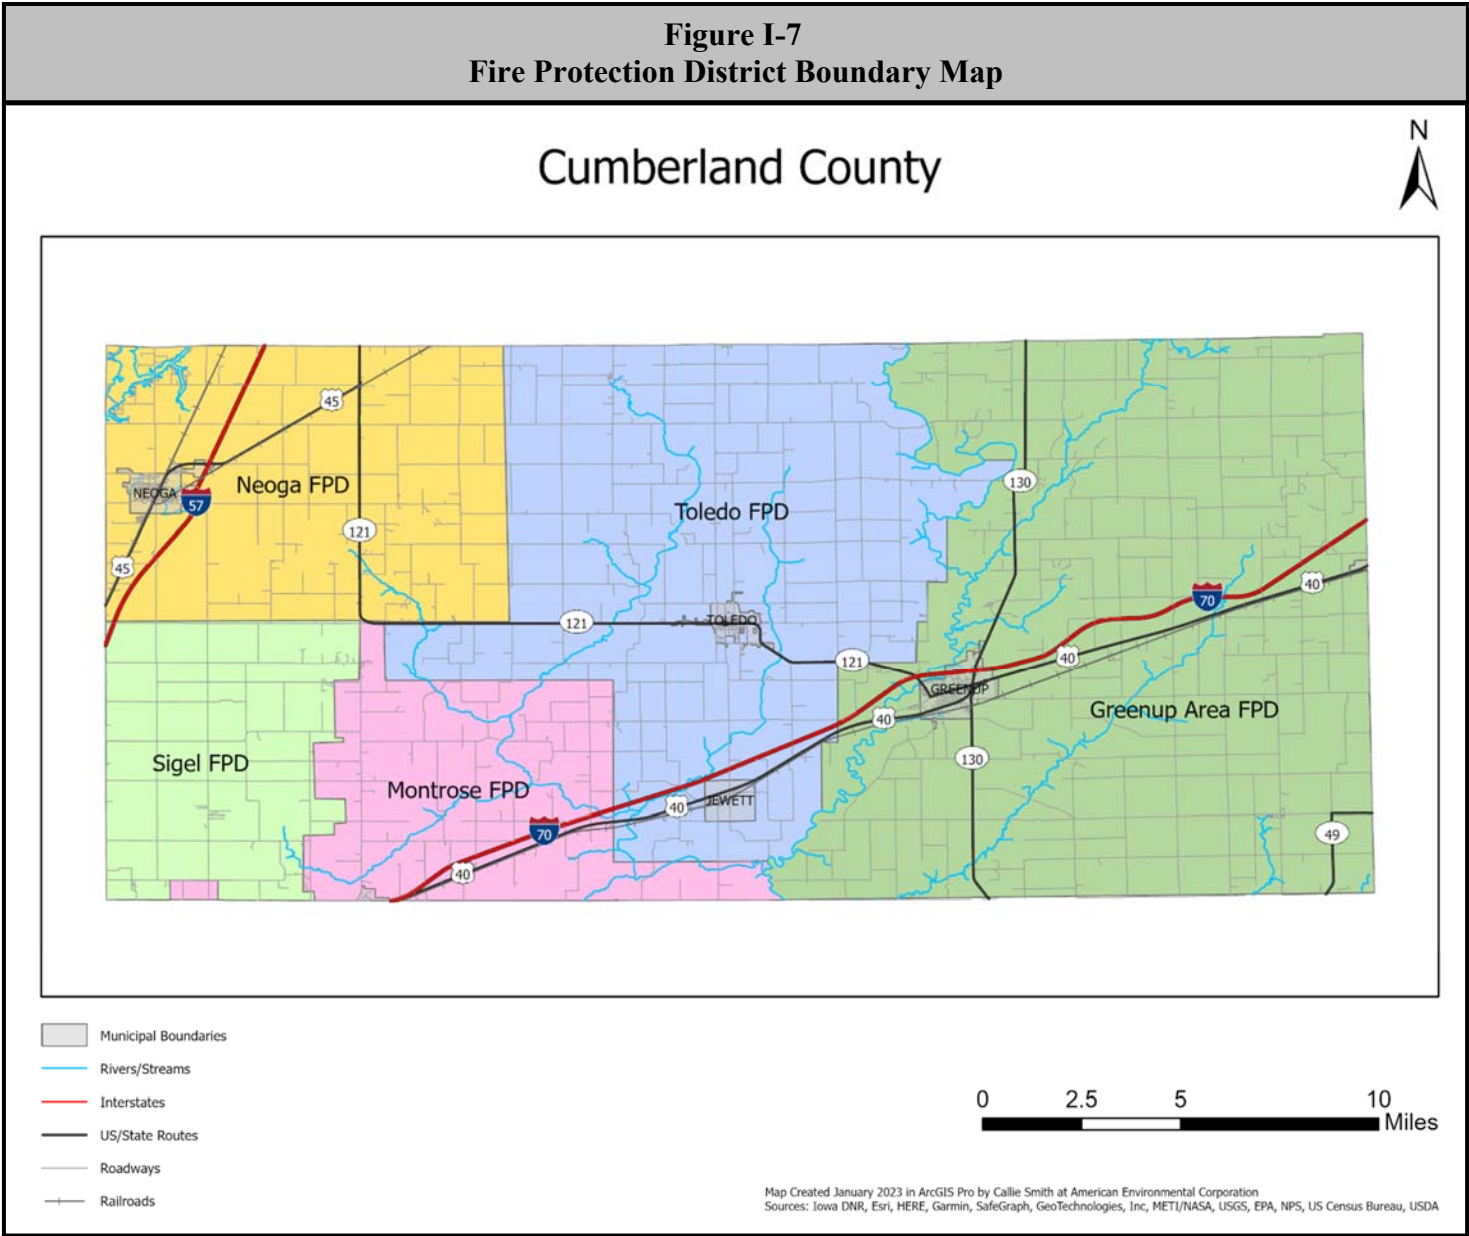 Figure I-7
Fire Protection District Boundary Map
N
Cumberland County
45
NEOGA
57
Neoga FPD
121
45
Toledo FPD
130
121
TOLEDO
121
70
40
40
GREENUP
40
Greenup Area FPD
130
Sigel FPD
Montrose FPD
40
JEWETT
70
40
49
Municipal Boundaries
Rivers/Streams
Interstates
US/State Routes
Roadways
Railroads
0 2.5 5 10
Miles
Map Created January 2023 in ArcGIS Pro by Callie Smith at American Environmental Corporation
Sources: Iowa DNR, Esri, HERE, Garmin, SafeGraph, GeoTechnologies, Inc, METI/NASA, USGS, EPA, NPS, US Census Bureau, USDA